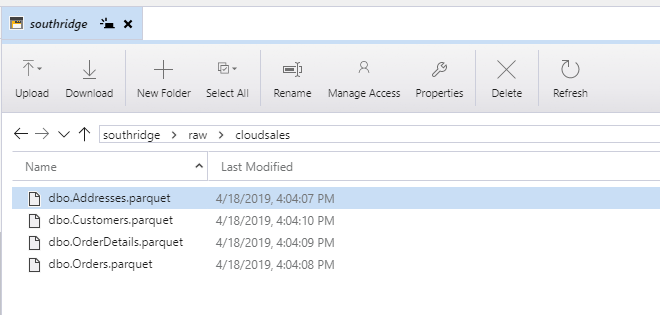 southridge
Upload Download New Folder Select All Rename Manage Access Properties Delete Refresh
southridge raw cloudsales
Name Last Modified
dbo.Addresses.parquet 4/18/2019, 4:04:07 PM
dbo.Customers.parquet 4/18/2019, 4:04:10 PM
dbo.OrderDetails.parquet 4/18/2019, 4:04:09 PM
dbo.Orders.parquet 4/18/2019, 4:04:08 PM